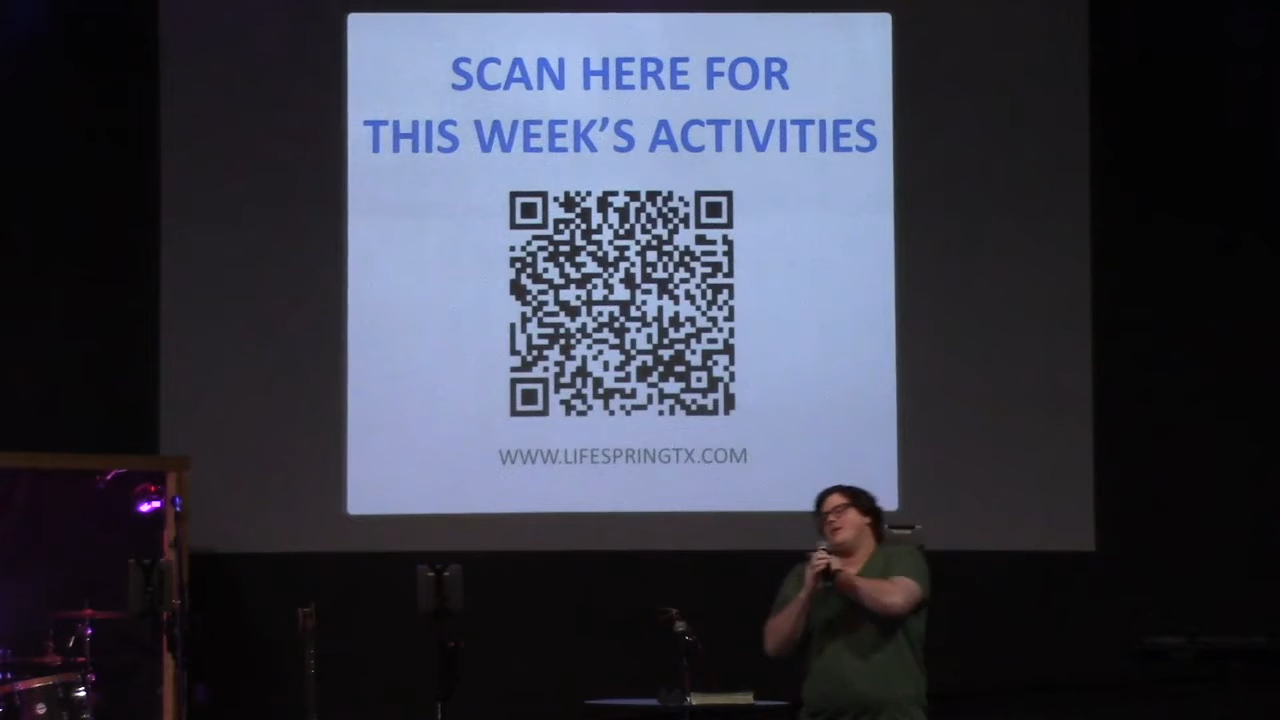 SCAN HERE FOR
THIS WEEK’S ACTIVITIES
WWW.LIFESPRINGTX.COM